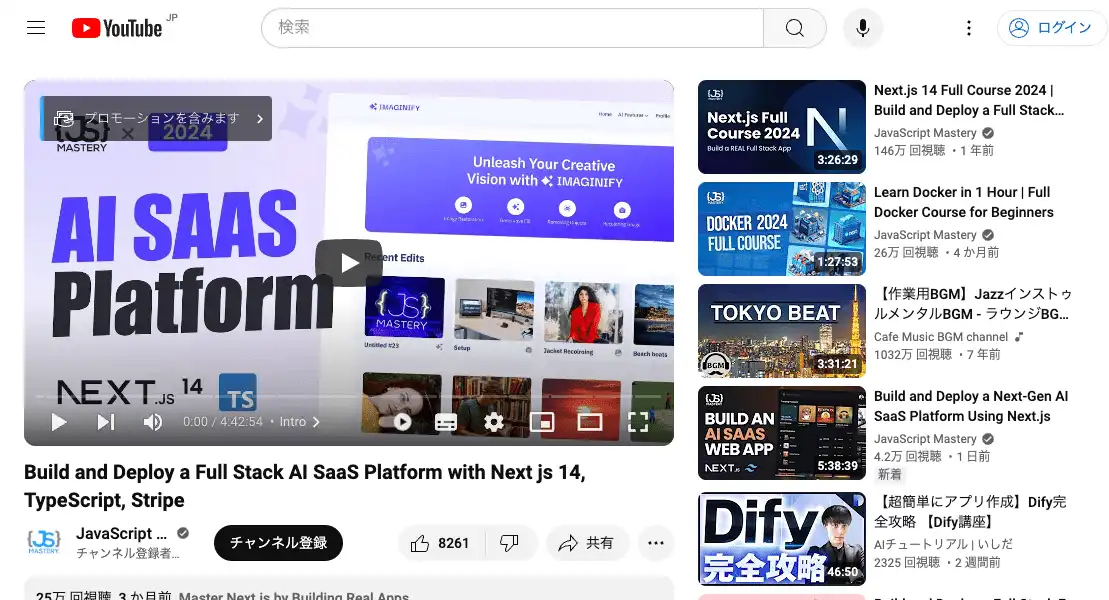 YouTube JP
検索
ログイン
プロモーションを含みます
JS
MASTERY
×
2024
AI SAAS
Platform
NEXT.JS 14
TS
IMAGINIFY
Home
AI Features
Profile
Unleash Your Creative
Vision with IMAGINIFY
Recent Edits
{JS}
MASTERY
Untitled #23
Setup
Jacket Recolroing
Beach boats
0:00 / 4:42:54 • Intro
Build and Deploy a Full Stack AI SaaS Platform with Next js 14,
TypeScript, Stripe
{JS}
MASTERY
JavaScript ...
チャンネル登録者...
チャンネル登録
8261
共有
25万 回視聴 3 か月前 Master Next.js by Building Real Apps
{JS}
MASTERY
Next.js Full
Course 2024
Build a REAL Full Stack App
N
3:26:29
Next.js 14 Full Course 2024 |
Build and Deploy a Full Stack…
JavaScript Mastery
146万 回視聴 • 1 年前
{JS}
MASTERY
DOCKER 2024
FULL COURSE
1:27:53
Learn Docker in 1 Hour | Full
Docker Course for Beginners
JavaScript Mastery
26万 回視聴 • 4 か月前
TOKYO BEAT
BGM
3:31:21
【作業用BGM】Jazzインストゥ
ルメンタルBGM - ラウンジBG…
Cafe Music BGM channel
1032万 回視聴 • 7 年前
{JS}
MASTERY
BUILD AN
AI SAAS
WEB APP
NEXT.JS
5:38:39
Build and Deploy a Next-Gen AI
SaaS Platform Using Next.js
JavaScript Mastery
4.2万 回視聴 • 1 日前
新着
Dify
完全攻略
46:50
【超簡単にアプリ作成】Dify完
全攻略 【Dify講座】
AIチュートリアル | いしだ
2325 回視聴 • 2 週間前